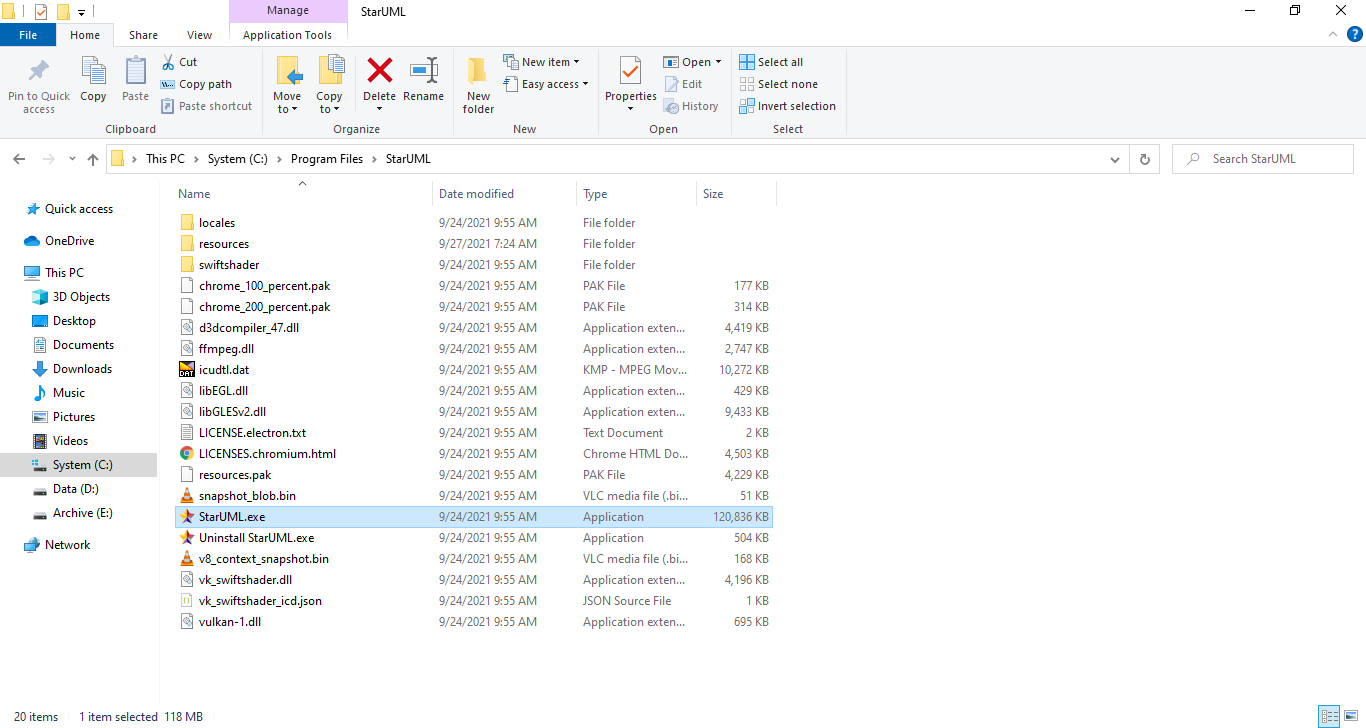 Manage
StarUML
File
Home
Share
View
Application Tools
Pin to Quick access
Copy
Paste
Cut
Copy path
Paste shortcut
Clipboard
Move to
Copy to
Delete
Rename
Organize
New folder
New item
Easy access
New
Properties
Open
Edit
History
Open
Select all
Select none
Invert selection
Select
This PC > System (C:) > Program Files > StarUML
Search StarUML
Quick access
OneDrive
This PC
3D Objects
Desktop
Documents
Downloads
Music
Pictures
Videos
System (C:)
Data (D:)
Archive (E:)
Network
Name Date modified Type Size
locales 9/24/2021 9:55 AM File folder
resources 9/27/2021 7:24 AM File folder
swiftshader 9/24/2021 9:55 AM File folder
chrome_100_percent.pak 9/24/2021 9:55 AM PAK File 177 KB
chrome_200_percent.pak 9/24/2021 9:55 AM PAK File 314 KB
d3dcompiler_47.dll 9/24/2021 9:55 AM Application exten... 4,419 KB
ffmpeg.dll 9/24/2021 9:55 AM Application exten... 2,747 KB
icudtl.dat 9/24/2021 9:55 AM KMP - MPEG Mov... 10,272 KB
libEGL.dll 9/24/2021 9:55 AM Application exten... 429 KB
libGLESv2.dll 9/24/2021 9:55 AM Application exten... 9,433 KB
LICENSE.electron.txt 9/24/2021 9:55 AM Text Document 2 KB
LICENSES.chromium.html 9/24/2021 9:55 AM Chrome HTML Do... 4,503 KB
resources.pak 9/24/2021 9:55 AM PAK File 4,229 KB
snapshot_blob.bin 9/24/2021 9:55 AM VLC media file (.bi... 51 KB
StarUML.exe 9/24/2021 9:55 AM Application 120,836 KB
Uninstall StarUML.exe 9/24/2021 9:55 AM Application 504 KB
v8_context_snapshot.bin 9/24/2021 9:55 AM VLC media file (.bi... 168 KB
vk_swiftshader.dll 9/24/2021 9:55 AM Application exten... 4,196 KB
vk_swiftshader_icd.json 9/24/2021 9:55 AM JSON Source File 1 KB
vulkan-1.dll 9/24/2021 9:55 AM Application exten... 695 KB
20 items 1 item selected 118 MB